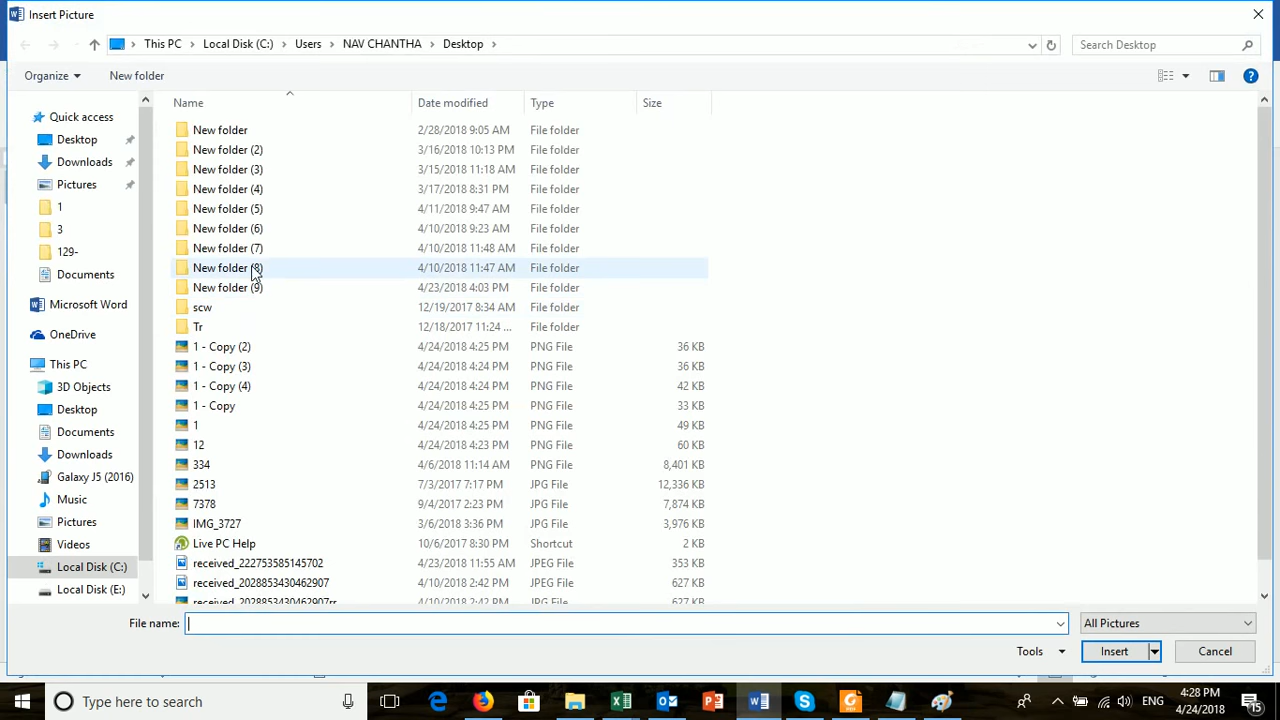 Insert Picture
This PC > Local Disk (C:) > Users > NAV CHANTHA > Desktop >
Search Desktop
Organize
New folder
Name Date modified Type Size
Quick access
Desktop
Downloads
Pictures
1
3
129-
Documents
Microsoft Word
OneDrive
This PC
3D Objects
Desktop
Documents
Downloads
Galaxy J5 (2016)
Music
Pictures
Videos
Local Disk (C:)
Local Disk (E:)
New folder 2/28/2018 9:05 AM File folder
New folder (2) 3/16/2018 10:13 PM File folder
New folder (3) 3/15/2018 11:18 AM File folder
New folder (4) 3/17/2018 8:31 PM File folder
New folder (5) 4/11/2018 9:47 AM File folder
New folder (6) 4/10/2018 9:23 AM File folder
New folder (7) 4/10/2018 11:48 AM File folder
New folder (8) 4/10/2018 11:47 AM File folder
New folder (9) 4/23/2018 4:03 PM File folder
scw 12/19/2017 8:34 AM File folder
Tr 12/18/2017 11:24 ... File folder
1 - Copy (2) 4/24/2018 4:25 PM PNG File 36 KB
1 - Copy (3) 4/24/2018 4:24 PM PNG File 36 KB
1 - Copy (4) 4/24/2018 4:24 PM PNG File 42 KB
1 - Copy 4/24/2018 4:25 PM PNG File 33 KB
1 4/24/2018 4:25 PM PNG File 49 KB
12 4/24/2018 4:23 PM PNG File 60 KB
334 4/6/2018 11:14 AM PNG File 8,401 KB
2513 7/3/2017 7:17 PM JPG File 12,336 KB
7378 9/4/2017 2:23 PM JPG File 7,874 KB
IMG_3727 3/6/2018 3:36 PM JPG File 3,976 KB
Live PC Help 10/6/2017 8:30 PM Shortcut 2 KB
received_222753585145702 4/23/2018 11:55 AM JPEG File 353 KB
received_2028853430462907 4/10/2018 2:42 PM JPEG File 627 KB
received_2028853430462907rr 4/10/2018 2:42 PM JPEG File 627 KB
File name:
All Pictures
Tools
Insert
Cancel
Type here to search
ENG
4:28 PM
4/24/2018
15